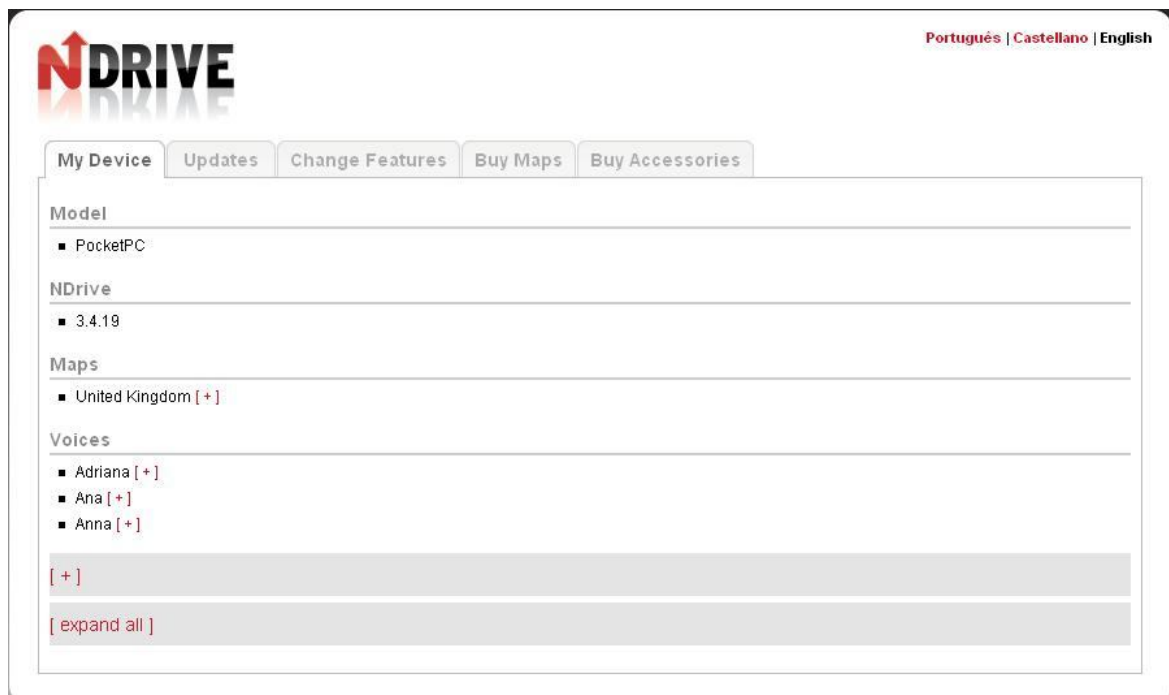 Português | Castellano | English
NDRIVE
My Device Updates Change Features Buy Maps Buy Accessories
Model
▪ PocketPC
NDrive
▪ 3.4.19
Maps
▪ United Kingdom [ + ]
Voices
▪ Adriana [ + ]
▪ Ana [ + ]
▪ Anna [ + ]
[ + ]
[ expand all ]